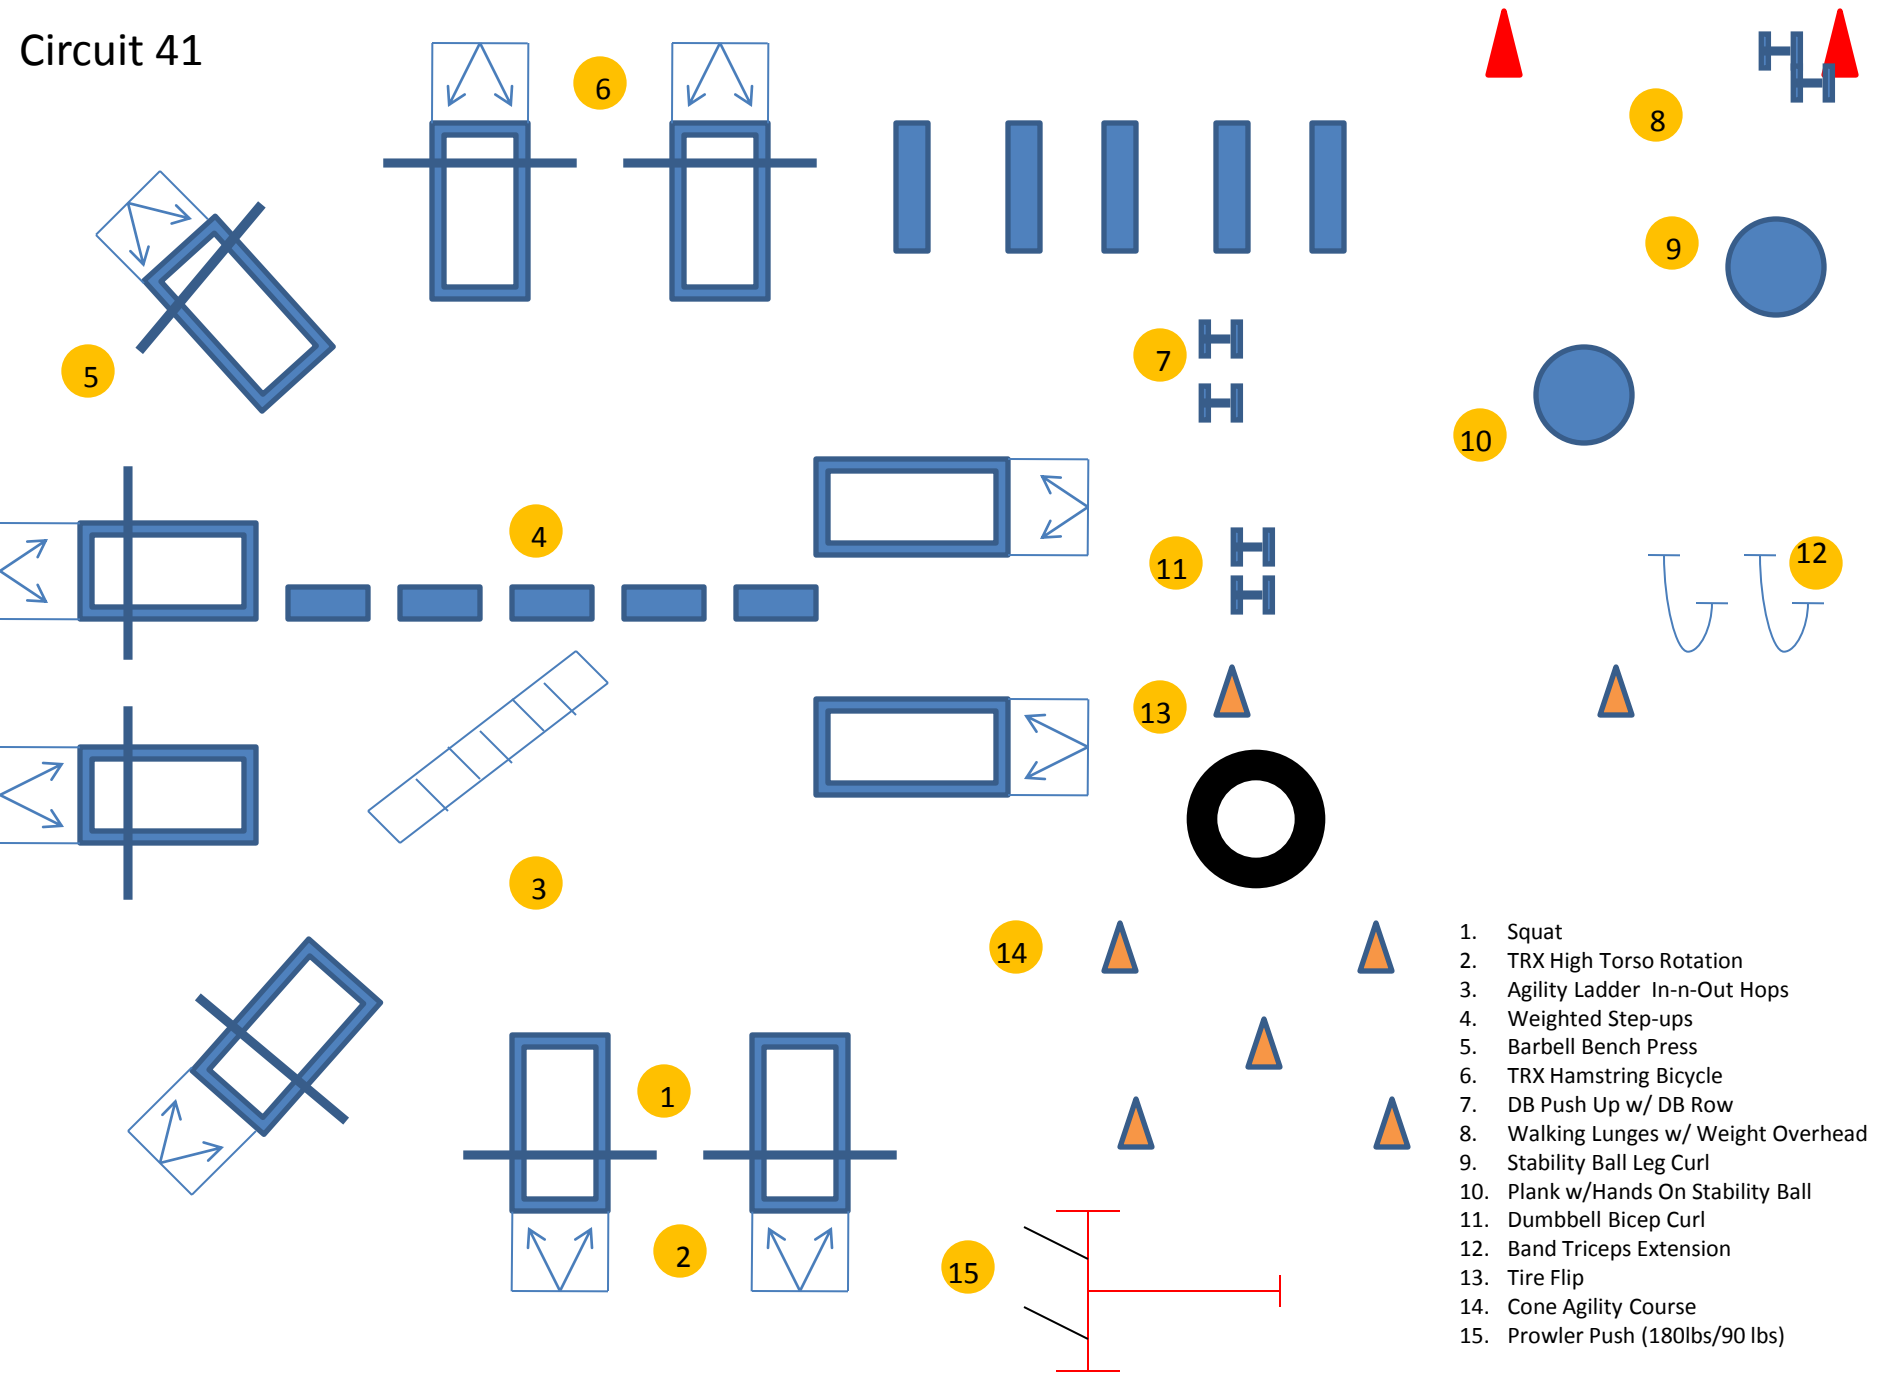 Circuit 41
6
8
9
5
7
10
4
11
12
13
3
14
1
2
15
1. Squat
2. TRX High Torso Rotation
3. Agility Ladder In-n-Out Hops
4. Weighted Step-ups
5. Barbell Bench Press
6. TRX Hamstring Bicycle
7. DB Push Up w/ DB Row
8. Walking Lunges w/ Weight Overhead
9. Stability Ball Leg Curl
10. Plank w/Hands On Stability Ball
11. Dumbbell Bicep Curl
12. Band Triceps Extension
13. Tire Flip
14. Cone Agility Course
15. Prowler Push (180lbs/90 lbs)